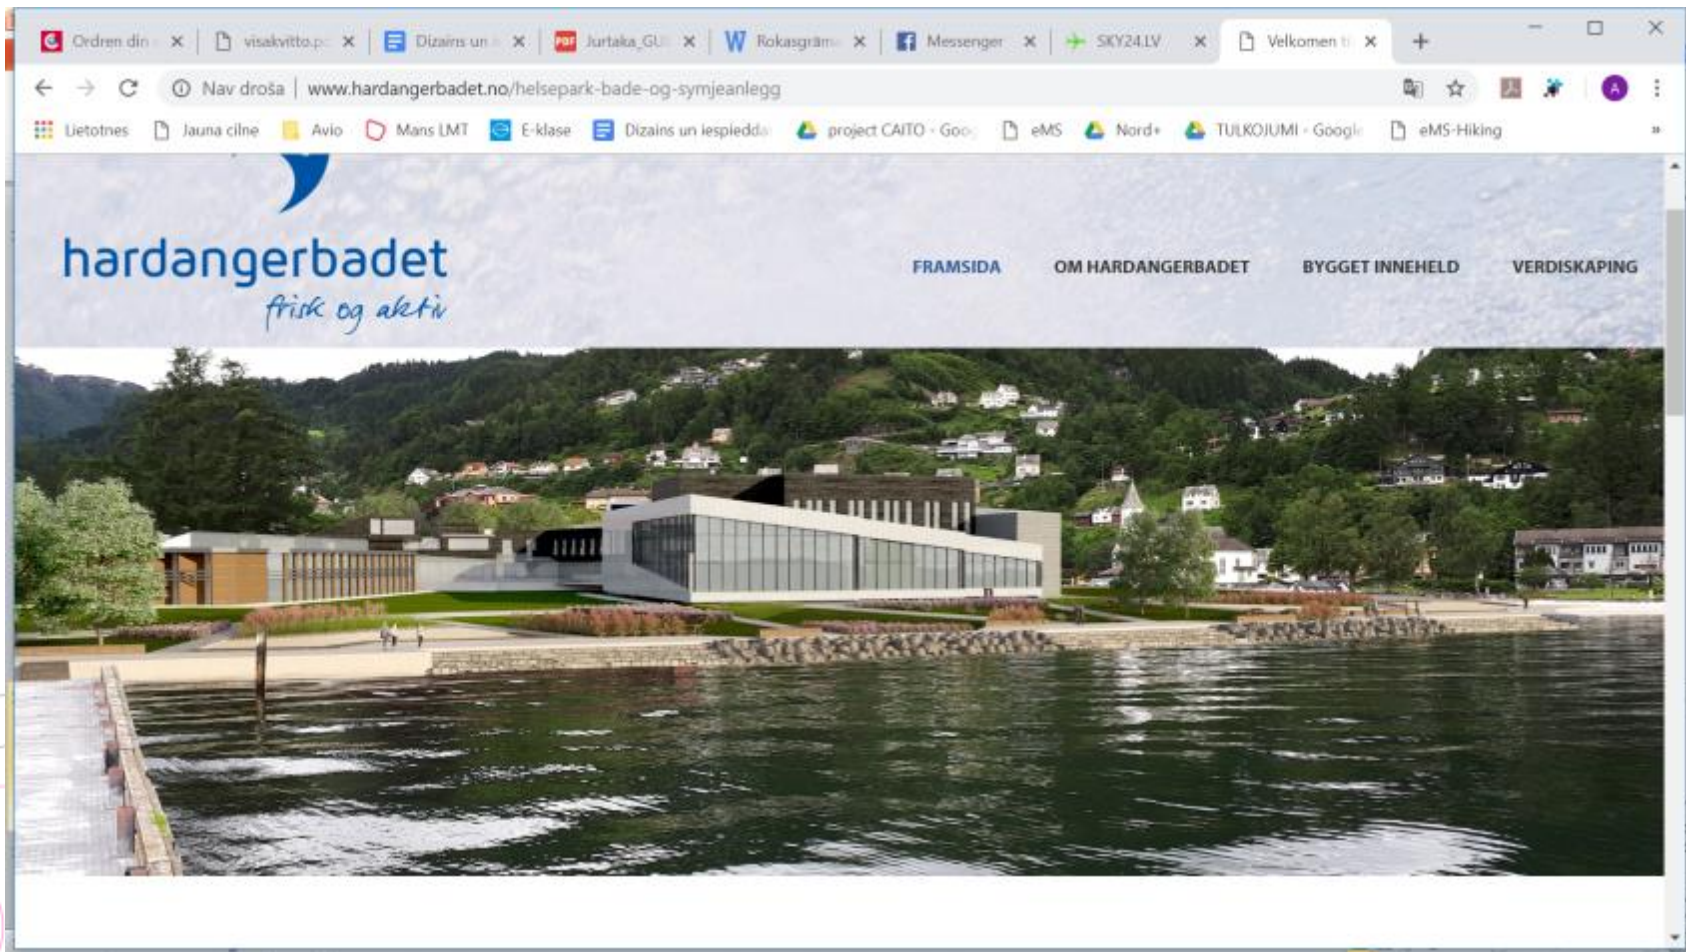 Ordren din visakvitto.p Dizains un Jurtaka_GU Rokasgrām Messenger SKY24.LV Velkomen ti
Nav droša | www.hardangerbadet.no/helsepark-bade-og-symjeanlegg
Lietotnes Jauna cilne Avio Mans LMT E-klase Dizains un iespiedda project CAITO - Goo eMS Nord+ TULKOJUMI - Google eMS-Hiking »
hardangerbadet
frisk og aktiv
FRAMSIDA OM HARDANGERBADET BYGGET INNEHELD VERDISKAPING